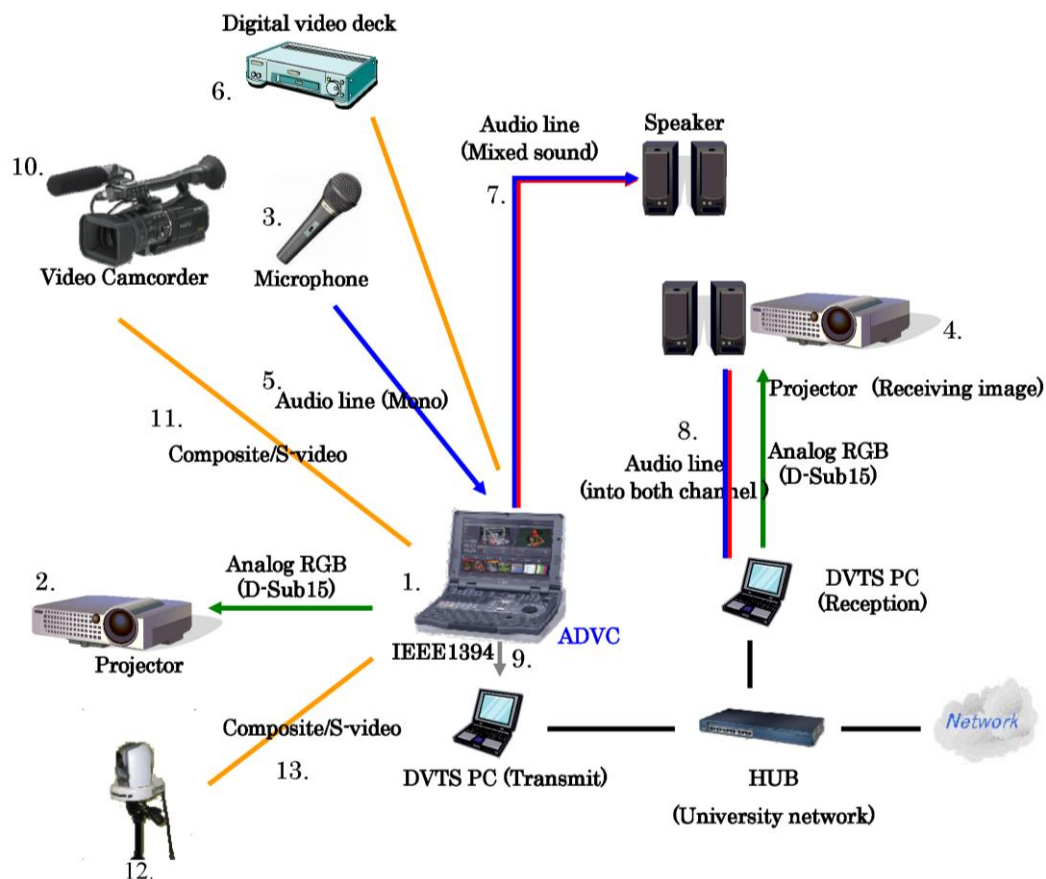 Digital video deck
6.
10.
Video Camcorder
3.
Microphone
Audio line
(Mixed sound)
7.
Speaker
4.
Projector (Receiving image)
5.
Audio line (Mono)
11.
Composite/S-video
8.
Audio line
(into both channel)
Analog RGB
(D-Sub15)
2.
Projector
Analog RGB
(D-Sub15)
1.
ADVC
IEEE1394
9.
DVTS PC
(Reception)
Composite/S-video
13.
12.
DVTS PC (Transmit)
HUB
(University network)
Network